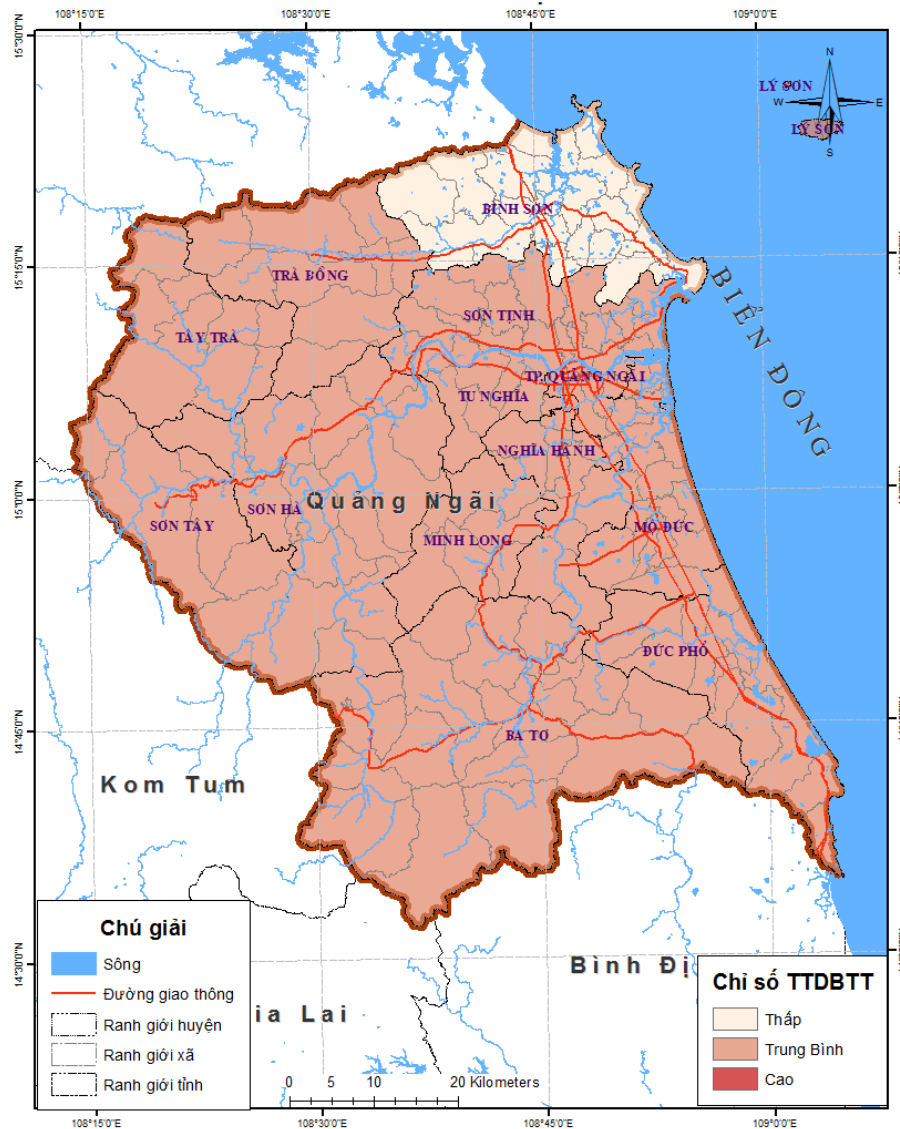 108°15'0"E 108°30'0"E 108°45'0"E 109°0'0"E
15°30'0"N
N
LÝ SƠN
W E
LÝ SƠN
S
BÌNH SƠN
15°15'0"N
TRÀ BỒNG
BIỂN ĐÔNG
SƠN TỊNH
TÂY TRÀ
TP.QUẢNG NGÃI
TƯ NGHĨA
NGHĨA HÀNH
15°0'0"N
Quảng Ngãi
SƠN HÀ
SƠN TÂY
MỘ ĐỨC
MINH LONG
ĐỨC PHỔ
14°45'0"N
BA TƠ
Kom Tum
14°30'0"N
Bình Đị
ia Lai
Chú giải
Sông
Đường giao thông
Ranh giới huyện
Ranh giới xã
Ranh giới tỉnh
0 5 10 20 Kilometers
Chỉ số TTDBTT
Thấp
Trung Bình
Cao
108°15'0"E 108°30'0"E 108°45'0"E 109°0'0"E